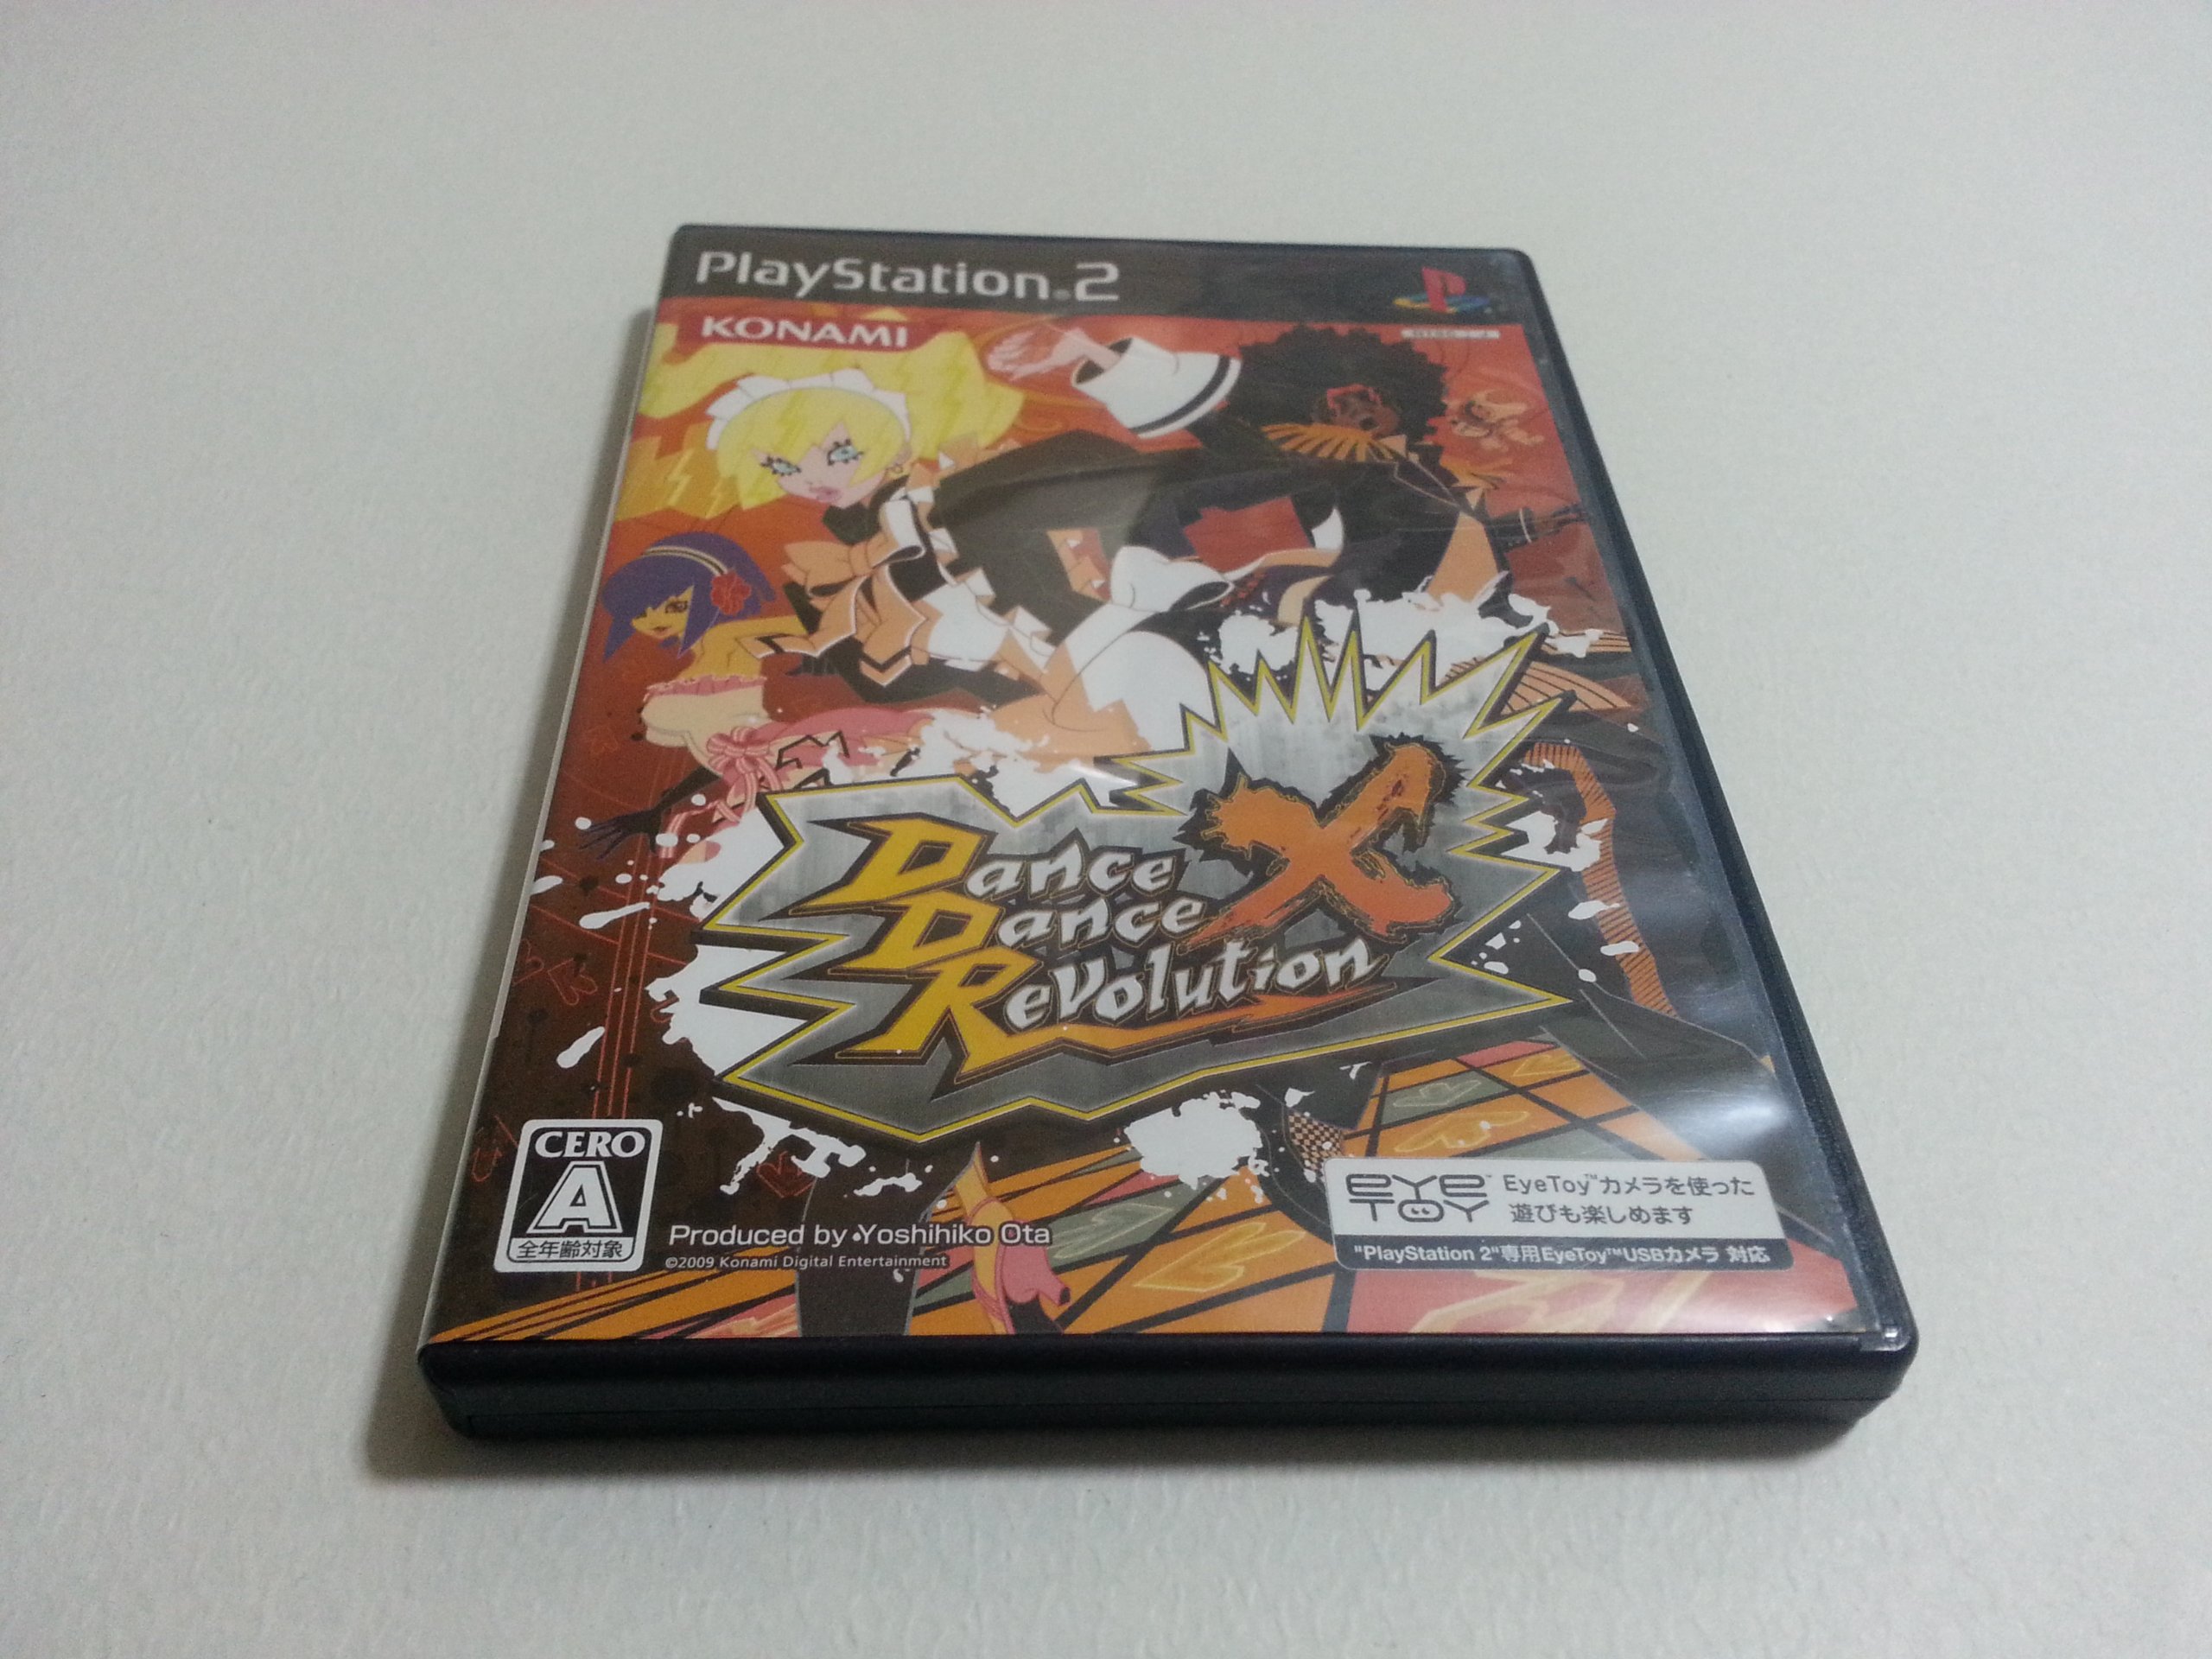 PlayStation®2
KONAMI
NTSC J
Dance
Dance
Revolution
X
CERO
A
全年齢対象
Produced by Yoshihiko Ota
©2009 Konami Digital Entertainment
EYE
TOY™
EyeToy™カメラを使った
遊びも楽しめます
"PlayStation 2"専用EyeToy™USBカメラ 対応